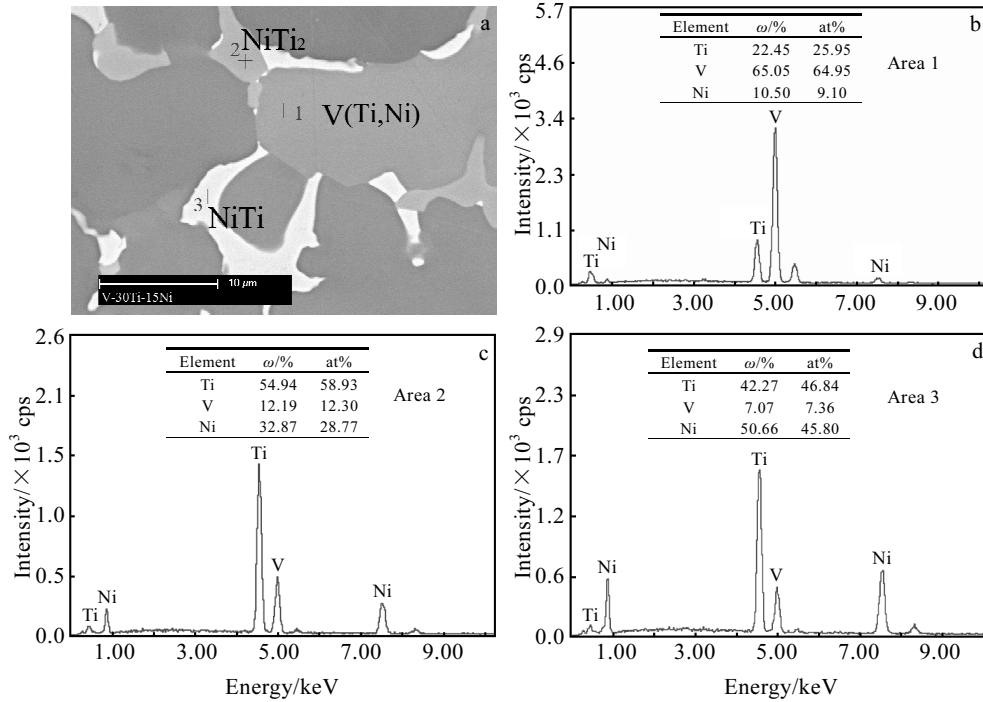 a
2 NiTi₂
1 V(Ti,Ni)
3 NiTi
10 μm
V-30Ti-15Ni
b
5.7
4.6
3.4
2.3
1.1
0.0
Intensity/×10³ cps
Element ω/% at%
Ti 22.45 25.95
V 65.05 64.95
Ni 10.50 9.10
Area 1
V
Ti
Ni
Ti
Ni
1.00 3.00 5.00 7.00 9.00
c
2.6
2.1
1.5
1.0
0.5
0.0
Intensity/×10³ cps
Element ω/% at%
Ti 54.94 58.93
V 12.19 12.30
Ni 32.87 28.77
Area 2
Ti
V
Ni
Ni
Ti
1.00 3.00 5.00 7.00 9.00
Energy/keV
d
2.9
2.3
1.7
1.2
0.6
0.0
Intensity/×10³ cps
Element ω/% at%
Ti 42.27 46.84
V 7.07 7.36
Ni 50.66 45.80
Area 3
Ti
Ni
V
Ni
Ti
1.00 3.00 5.00 7.00 9.00
Energy/keV